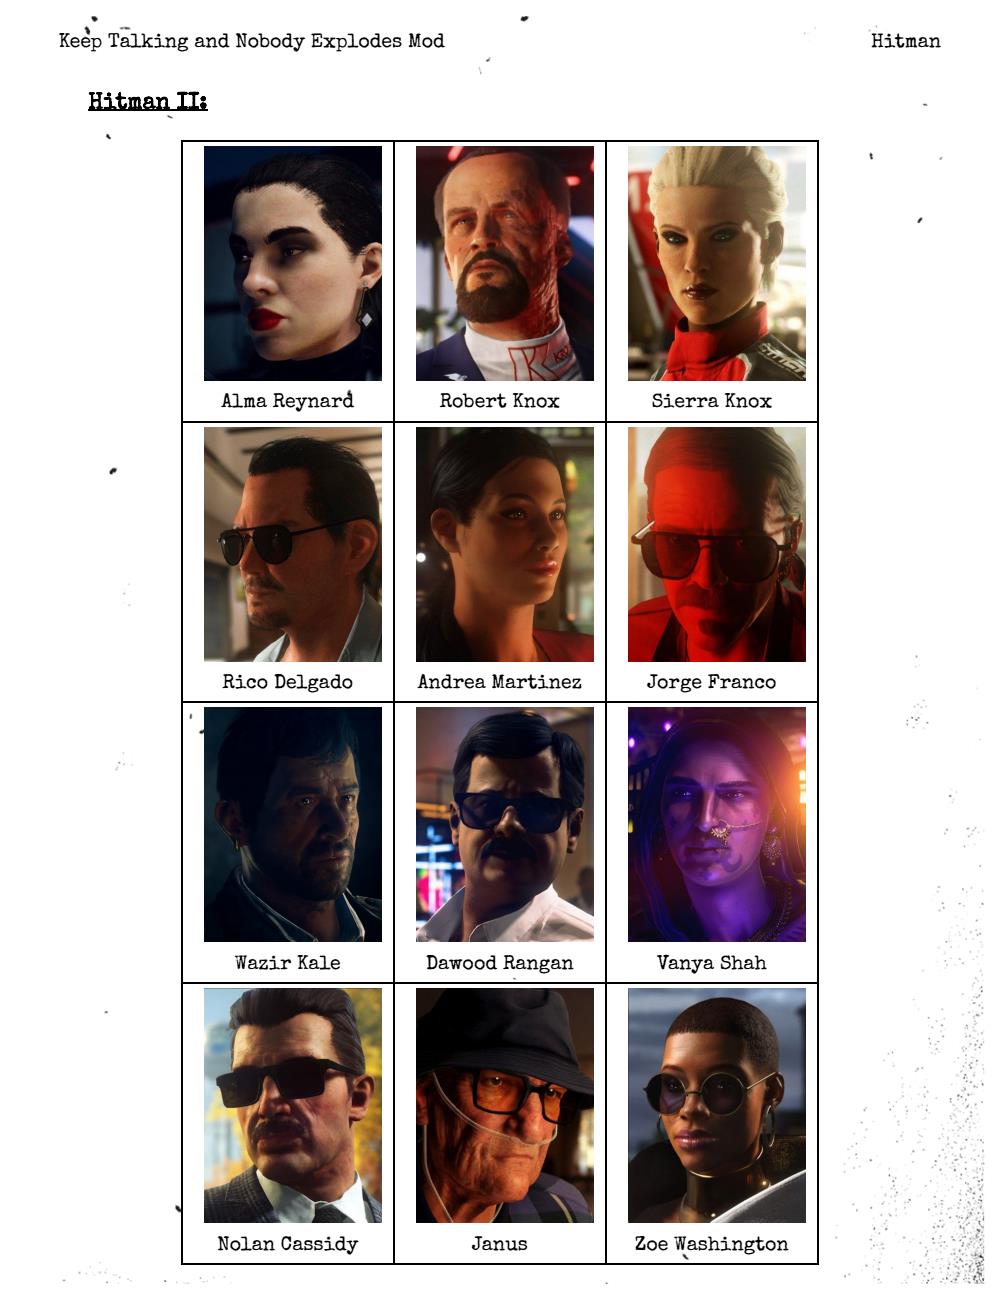 Keep Talking and Nobody Explodes Mod Hitman
Hitman II:
Alma Reynard Robert Knox Sierra Knox
Rico Delgado Andrea Martinez Jorge Franco
Wazir Kale Dawood Rangan Vanya Shah
Nolan Cassidy Janus Zoe Washington